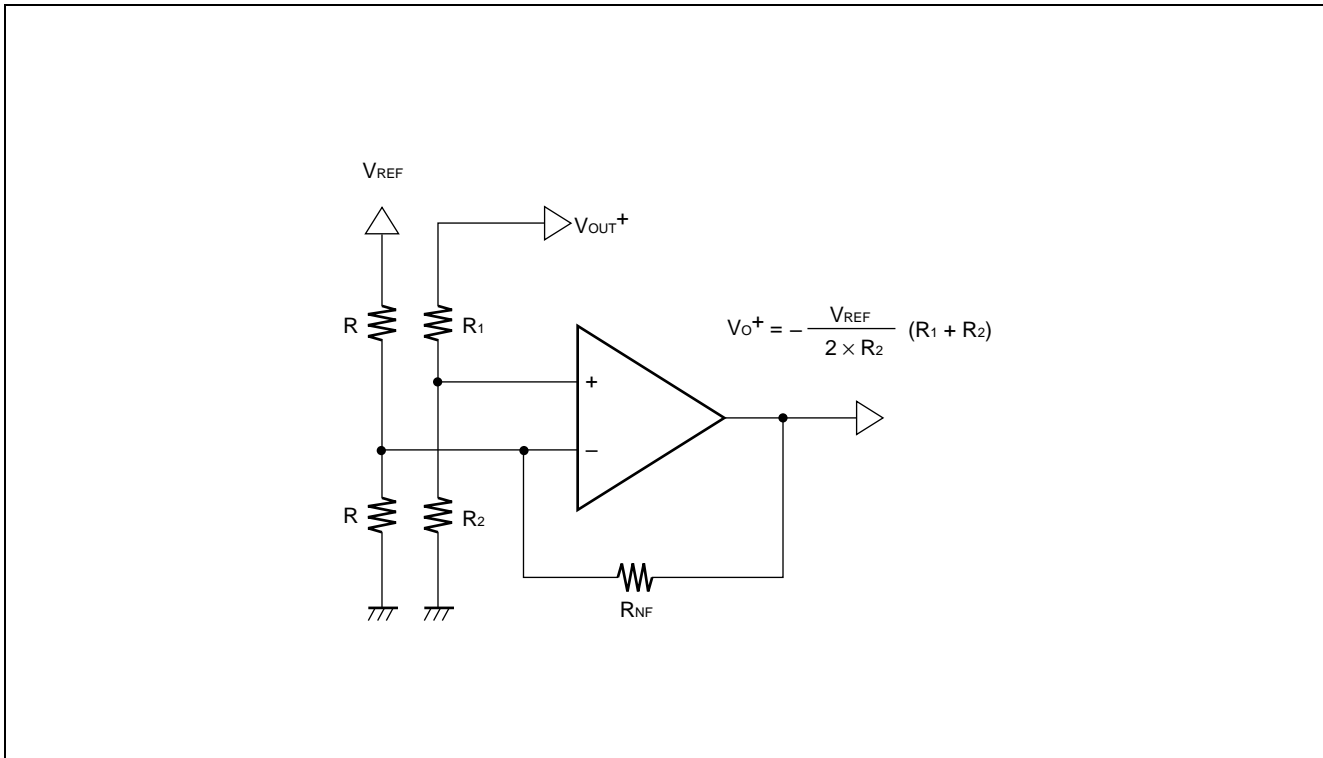 VREF
VOUT+
R
R1
VO+ = – VREF / 2 × R2 (R1 + R2)
+
–
R
R2
RNF